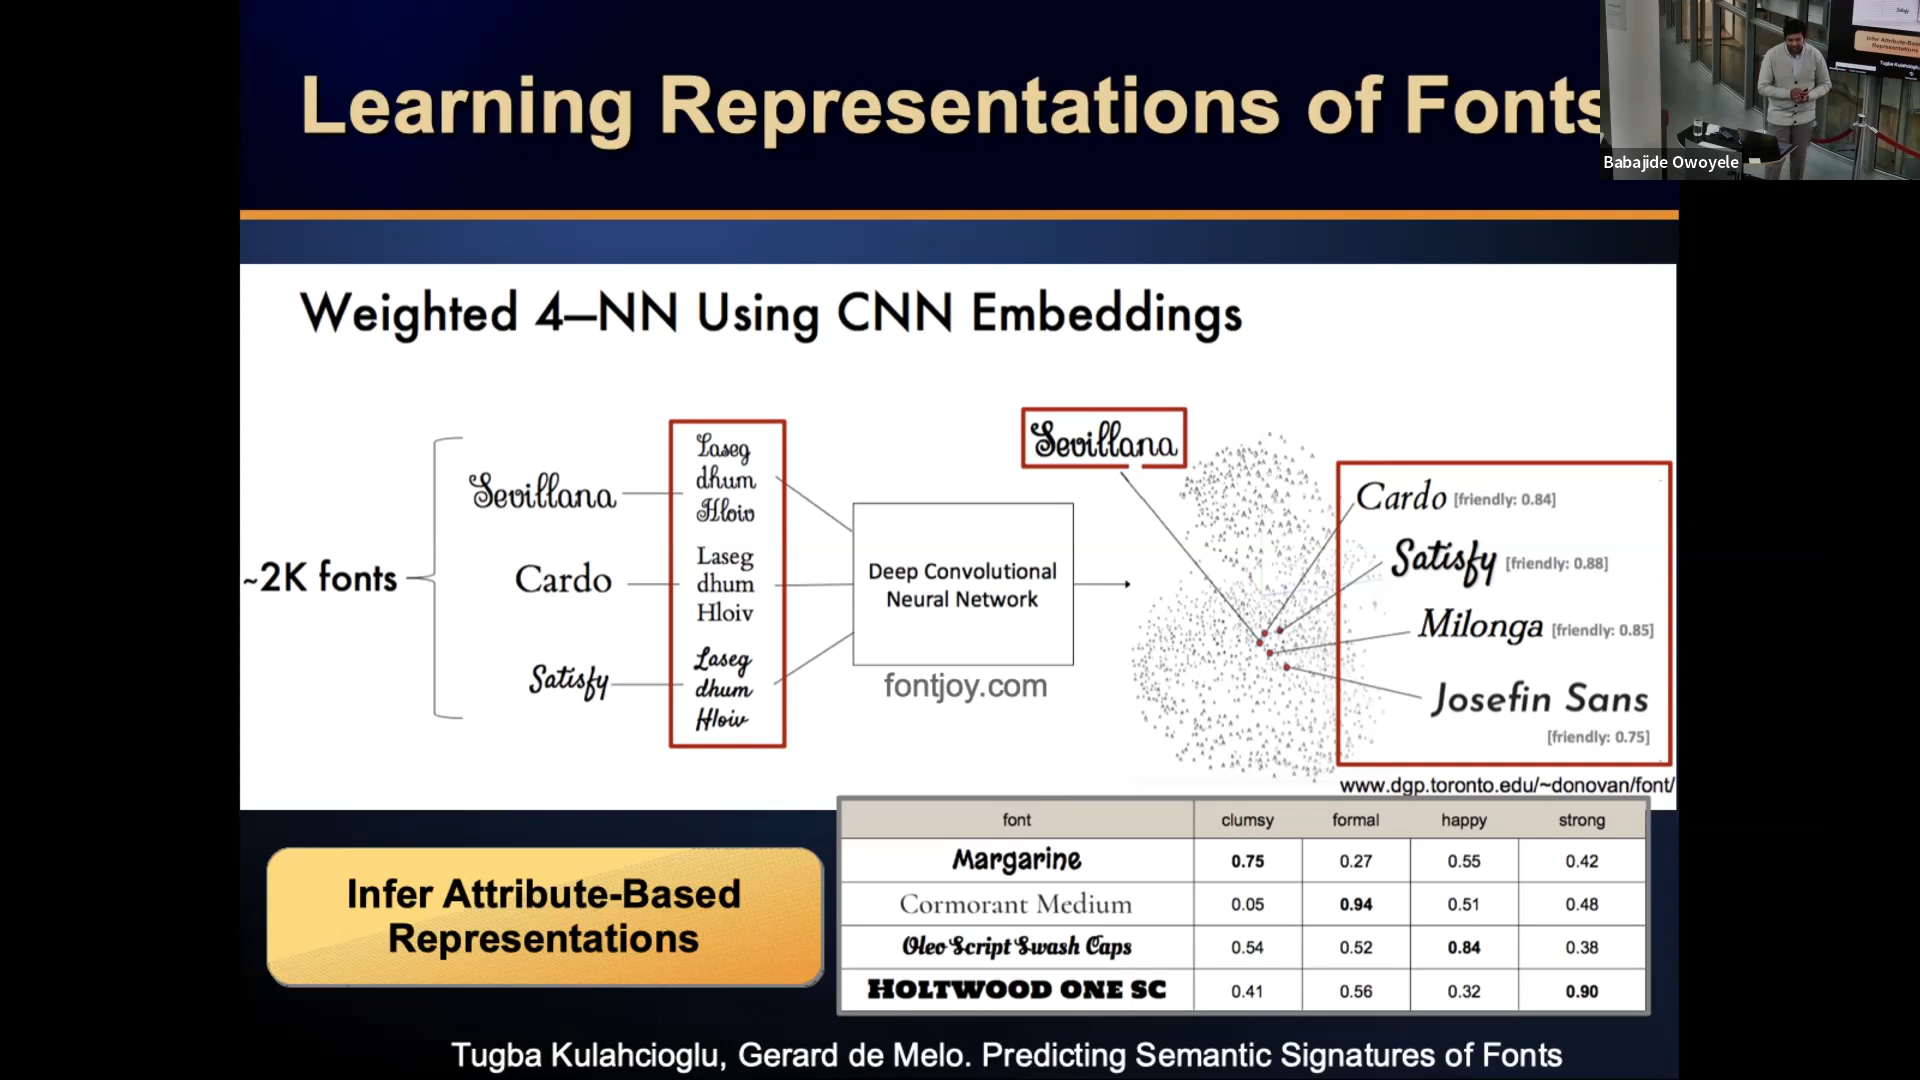 Learning Representations of Fonts
Babajide Owoyele
Weighted 4–NN Using CNN Embeddings
~2K fonts
Sevillana
Cardo
Satisfy
Laseg
dhum
Hloiv
Laseg
dhum
Hloiv
Laseg
dhum
Hloiv
Deep Convolutional
Neural Network
fontjoy.com
Sevillana
Cardo [friendly: 0.84]
Satisfy [friendly: 0.88]
Milonga [friendly: 0.85]
Josefin Sans
[friendly: 0.75]
www.dgp.toronto.edu/~donovan/font/
Infer Attribute-Based
Representations
font clumsy formal happy strong
Margarine 0.75 0.27 0.55 0.42
Cormorant Medium 0.05 0.94 0.51 0.48
Oleo Script Swash Caps 0.54 0.52 0.84 0.38
HOLTWOOD ONE SC 0.41 0.56 0.32 0.90
Tugba Kulahcioglu, Gerard de Melo. Predicting Semantic Signatures of Fonts